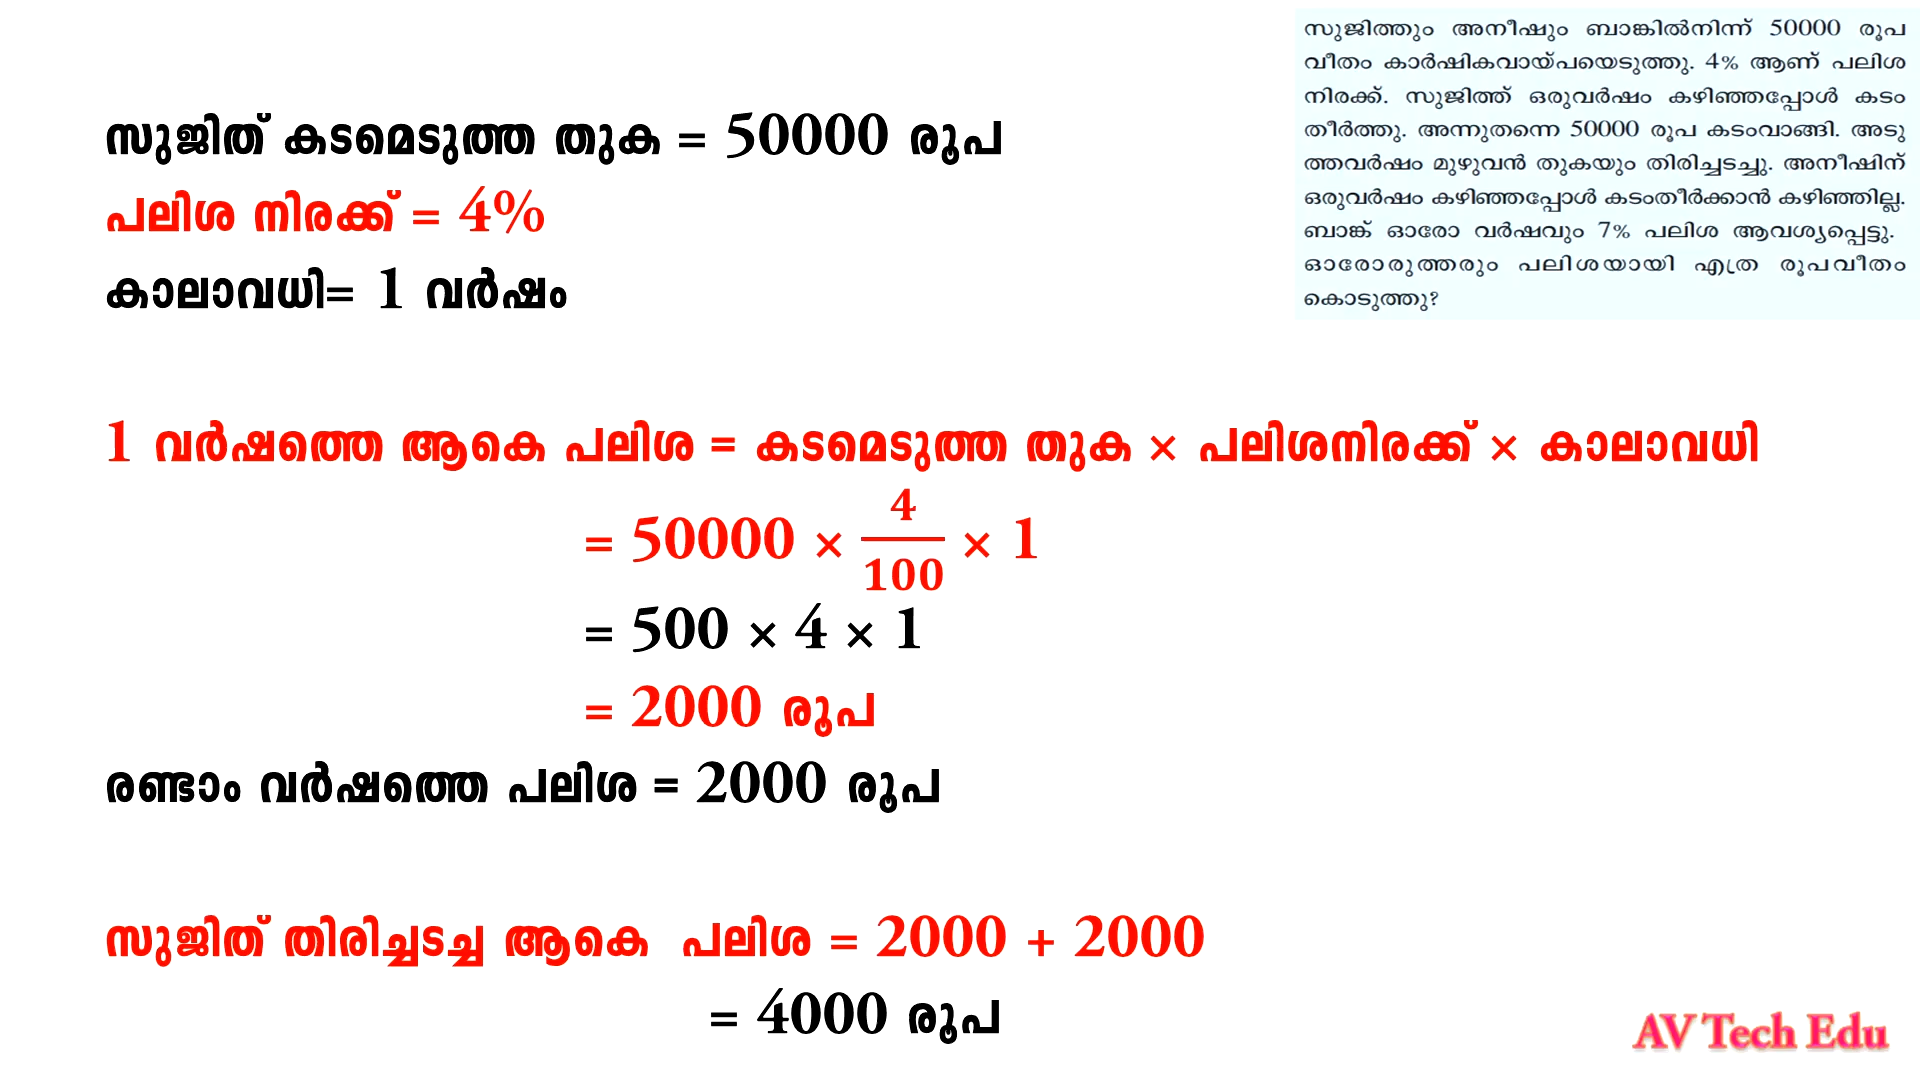 സുജിത്തും അനീഷും ബാങ്കിൽനിന്ന് 50000 രൂപ
വീതം കാർഷികവായ്പയെടുത്തു. 4% ആണ് പലിശ
നിരക്ക്. സുജിത്ത് ഒരുവർഷം കഴിഞ്ഞപ്പോൾ കടം
തീർത്തു. അന്നുതന്നെ 50000 രൂപ കടംവാങ്ങി. അടു
ത്തവർഷം മുഴുവൻ തുകയും തിരിച്ചടച്ചു. അനീഷിന്
ഒരുവർഷം കഴിഞ്ഞപ്പോൾ കടംതീർക്കാൻ കഴിഞ്ഞില്ല.
ബാങ്ക് ഓരോ വർഷവും 7% പലിശ ആവശ്യപ്പെട്ടു.
ഓരോരുത്തരും പലിശയായി എത്ര രൂപവീതം
കൊടുത്തു?
സുജിത് കടമെടുത്ത തുക = 50000 രൂപ
പലിശ നിരക്ക് = 4%
കാലാവധി= 1 വർഷം
1 വർഷത്തെ ആകെ പലിശ = കടമെടുത്ത തുക × പലിശനിരക്ക് × കാലാവധി
= 50000 × 4/100 × 1
= 500 × 4 × 1
= 2000 രൂപ
രണ്ടാം വർഷത്തെ പലിശ = 2000 രൂപ
സുജിത് തിരിച്ചടച്ച ആകെ പലിശ = 2000 + 2000
= 4000 രൂപ
AV Tech Edu